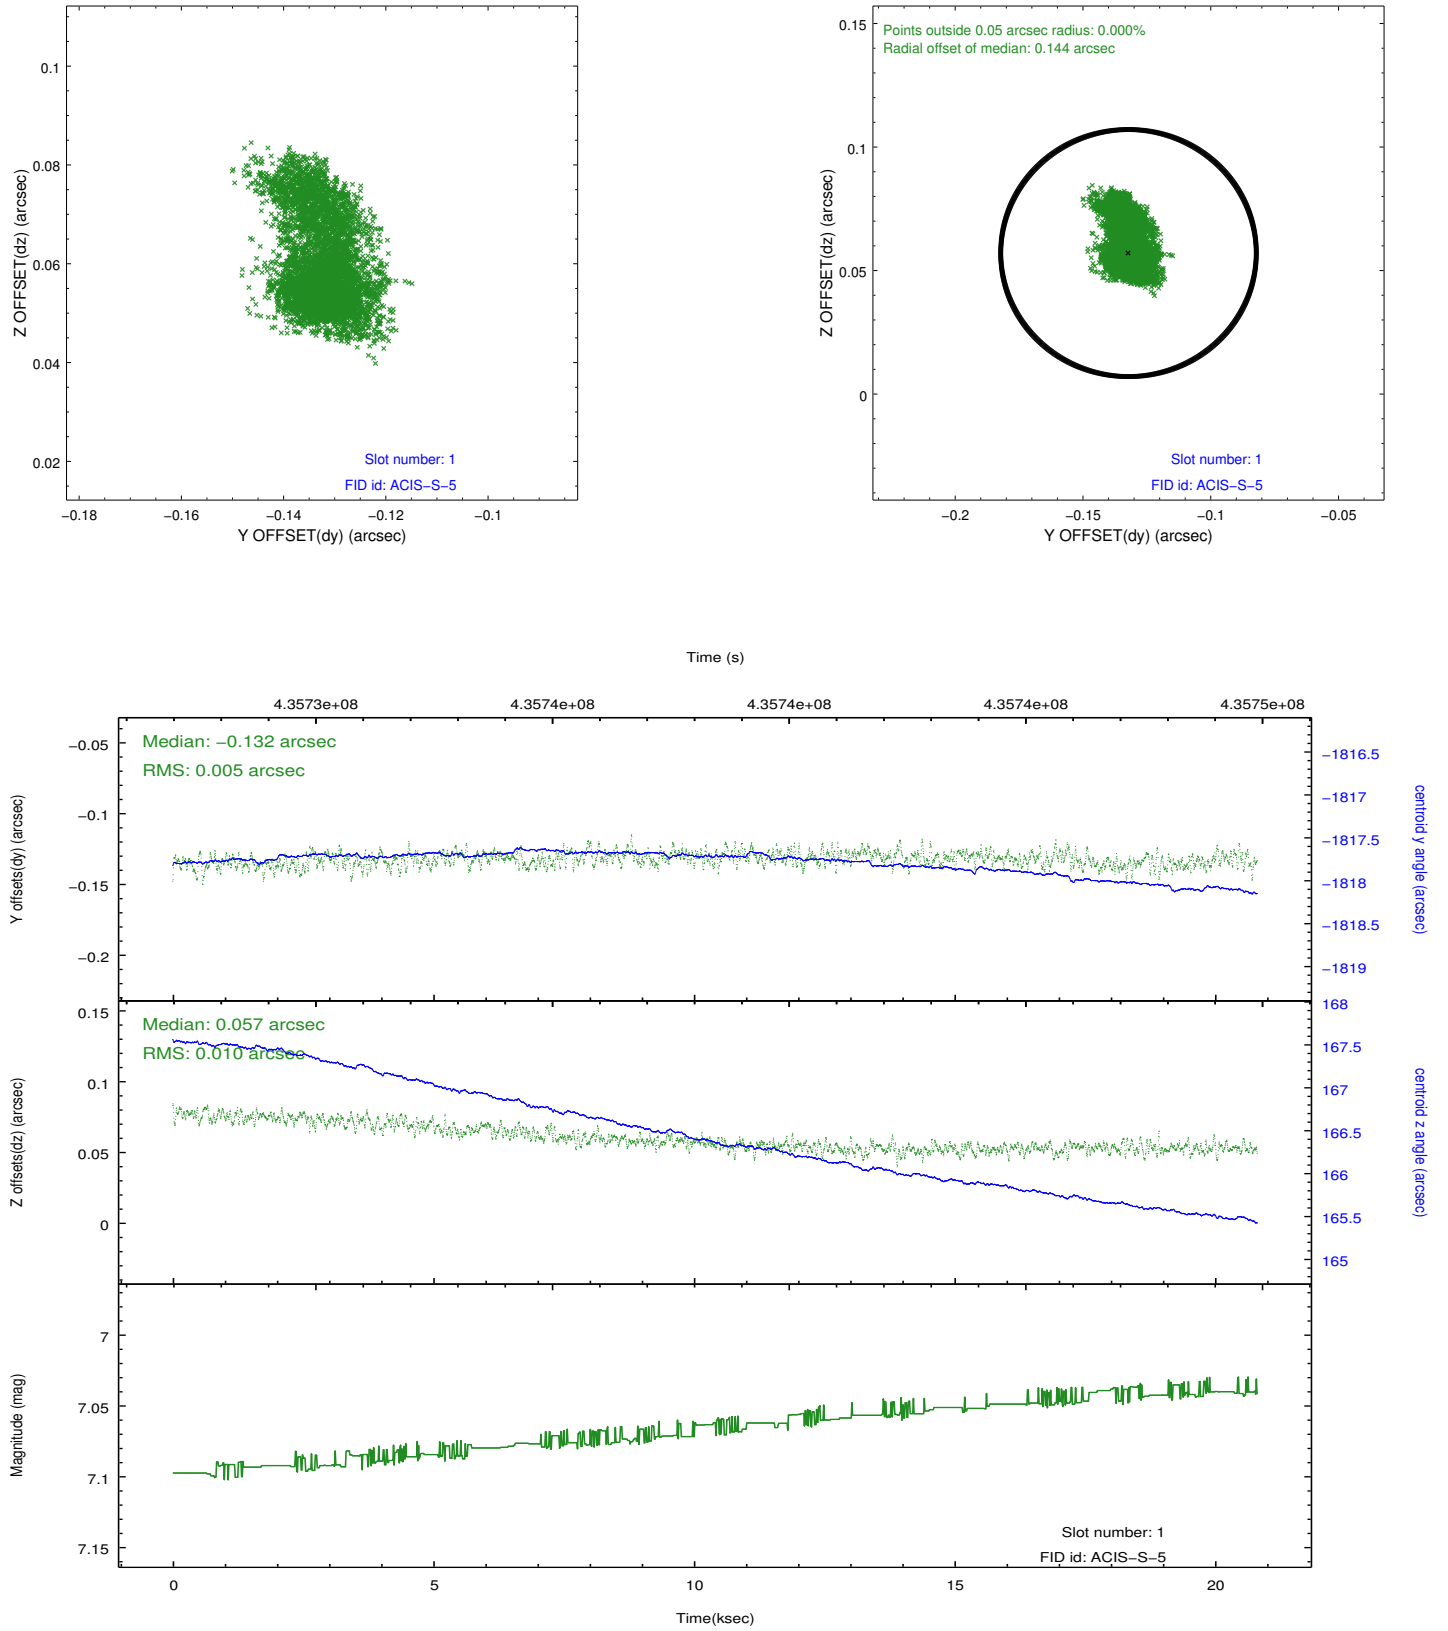 0.1
0.08
0.06
0.04
0.02
Z OFFSET(dz) (arcsec)
Slot number: 1
FID id: ACIS−S−5
−0.18 −0.16 −0.14 −0.12 −0.1
Y OFFSET(dy) (arcsec)
0.15
0.1
0.05
0
Z OFFSET(dz) (arcsec)
Points outside 0.05 arcsec radius: 0.000%
Radial offset of median: 0.144 arcsec
Slot number: 1
FID id: ACIS−S−5
−0.2 −0.15 −0.1 −0.05
Y OFFSET(dy) (arcsec)
Time (s)
4.3573e+08 4.3574e+08 4.3574e+08 4.3574e+08 4.3575e+08
Median: −0.132 arcsec
RMS: 0.005 arcsec
−0.05
−0.1
−0.15
−0.2
Y offsets(dy) (arcsec)
−1816.5
−1817
−1817.5
−1818
−1818.5
−1819
centroid y angle (arcsec)
Median: 0.057 arcsec
RMS: 0.010 arcsec
0.15
0.1
0.05
0
Z offsets(dz) (arcsec)
168
167.5
167
166.5
166
165.5
165
centroid z angle (arcsec)
7
7.05
7.1
7.15
Magnitude (mag)
Slot number: 1
FID id: ACIS−S−5
0 5 10 15 20
Time(ksec)